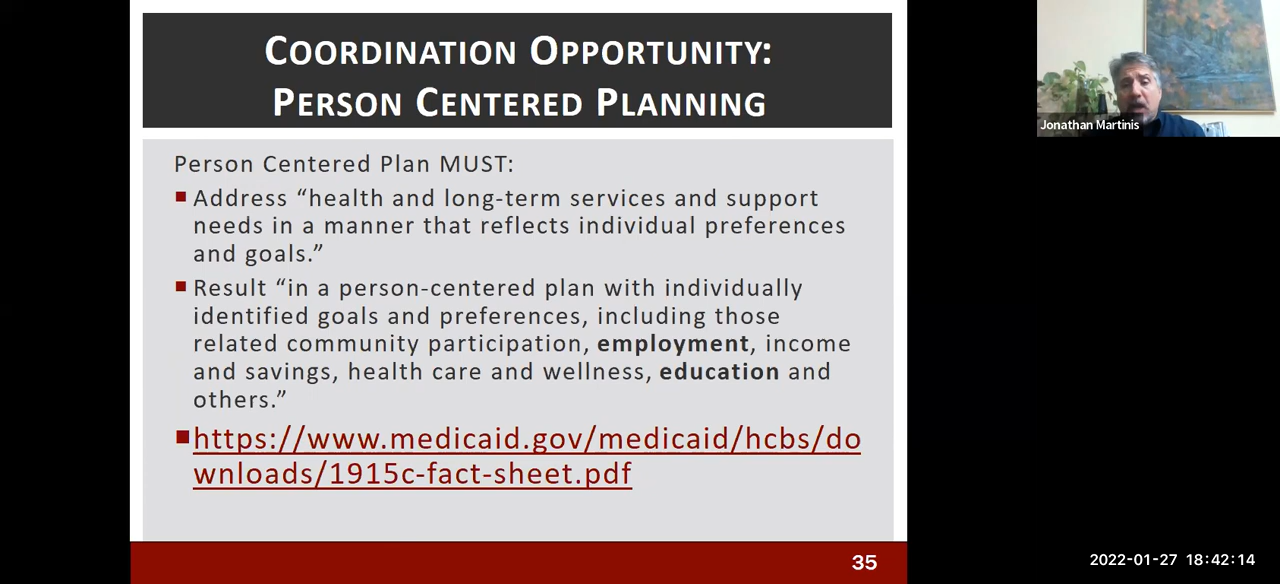 COORDINATION OPPORTUNITY:
PERSON CENTERED PLANNING
Person Centered Plan MUST:
■ Address “health and long-term services and support
needs in a manner that reflects individual preferences
and goals.”
■ Result “in a person-centered plan with individually
identified goals and preferences, including those
related community participation, employment, income
and savings, health care and wellness, education and
others.”
■ https://www.medicaid.gov/medicaid/hcbs/do
wnloads/1915c-fact-sheet.pdf
35
Jonathan Martinis
2022-01-27 18:42:14